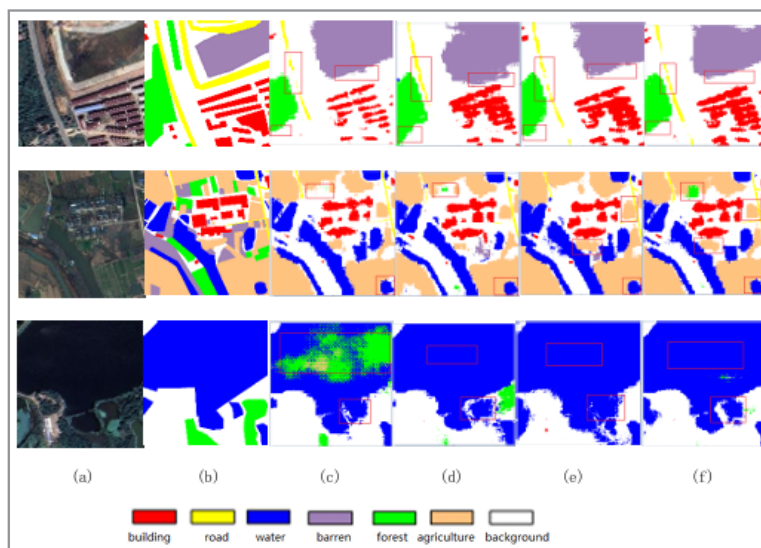 (a) (b) (c) (d) (e) (f)
building road water barren forest agriculture background